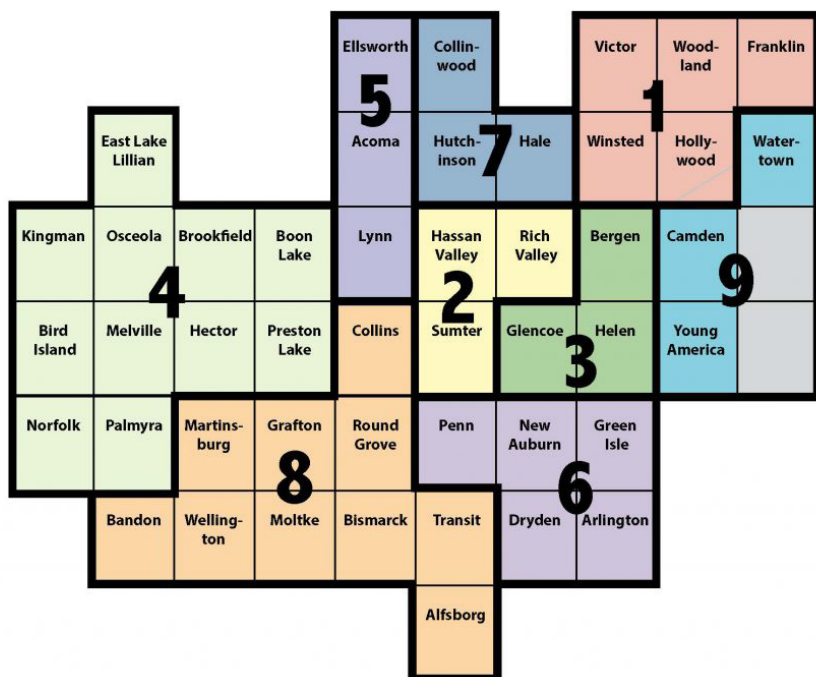 Ellsworth
Collin-
wood
Victor
Wood-
land
Franklin
5
1
7
East Lake
Lillian
Acoma
Hutch-
inson
Hale
Winsted
Holly-
wood
Water-
town
Kingman
Osceola
Brookfield
Boon
Lake
Lynn
Hassan
Valley
Rich
Valley
Bergen
Camden
4
2
9
Bird
Island
Melville
Hector
Preston
Lake
Collins
Sumter
Glencoe
Helen
Young
America
3
Norfolk
Palmyra
Martins-
burg
Grafton
Round
Grove
Penn
New
Auburn
Green
Isle
8
6
Bandon
Welling-
ton
Moltke
Bismarck
Transit
Dryden
Arlington
Alfsborg